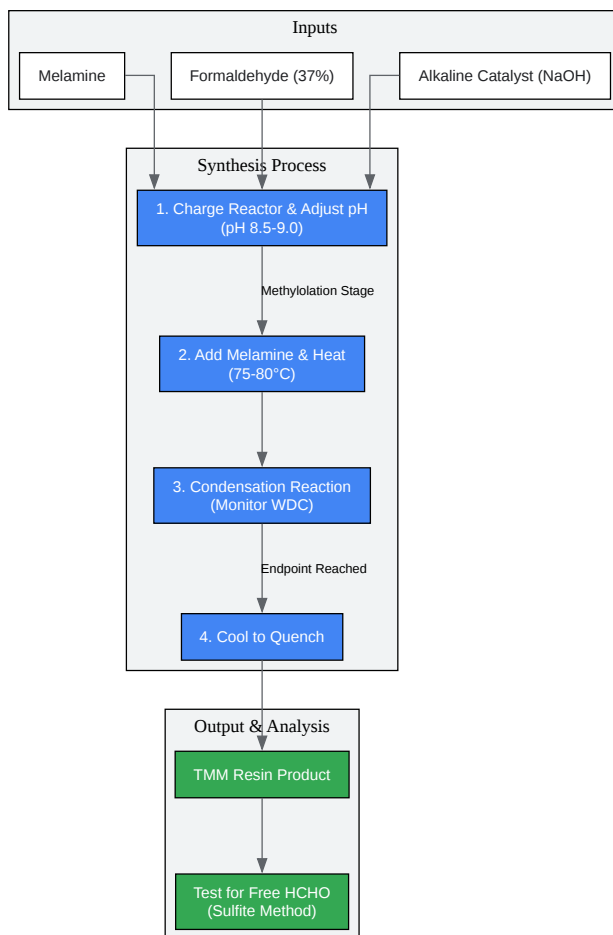 Inputs
Melamine
Formaldehyde (37%)
Alkaline Catalyst (NaOH)
Synthesis Process
1. Charge Reactor & Adjust pH
(pH 8.5-9.0)
Methylolation Stage
2. Add Melamine & Heat
(75-80°C)
3. Condensation Reaction
(Monitor WDC)
Endpoint Reached
4. Cool to Quench
Output & Analysis
TMM Resin Product
Test for Free HCHO
(Sulfite Method)